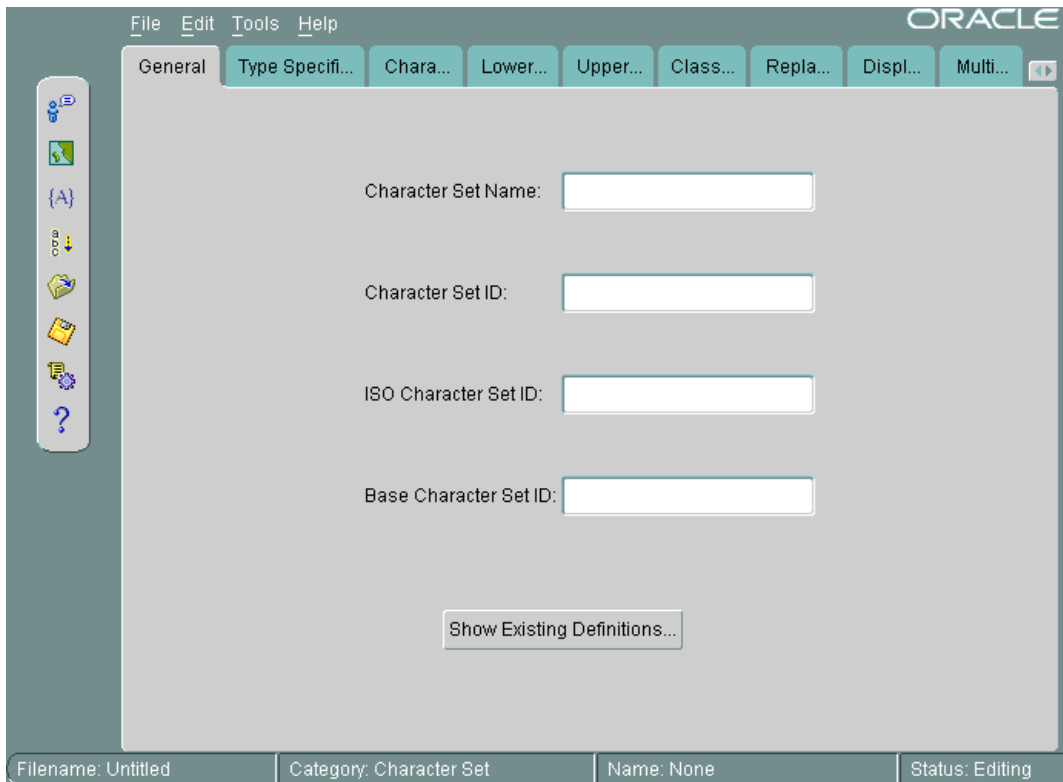 File Edit Tools Help
ORACLE
General Type Specifi... Chara... Lower... Upper... Class... Repla... Displ... Multi...
{A}
a
b
c
?
Character Set Name:
Character Set ID:
ISO Character Set ID:
Base Character Set ID:
Show Existing Definitions...
Filename: Untitled Category: Character Set Name: None Status: Editing